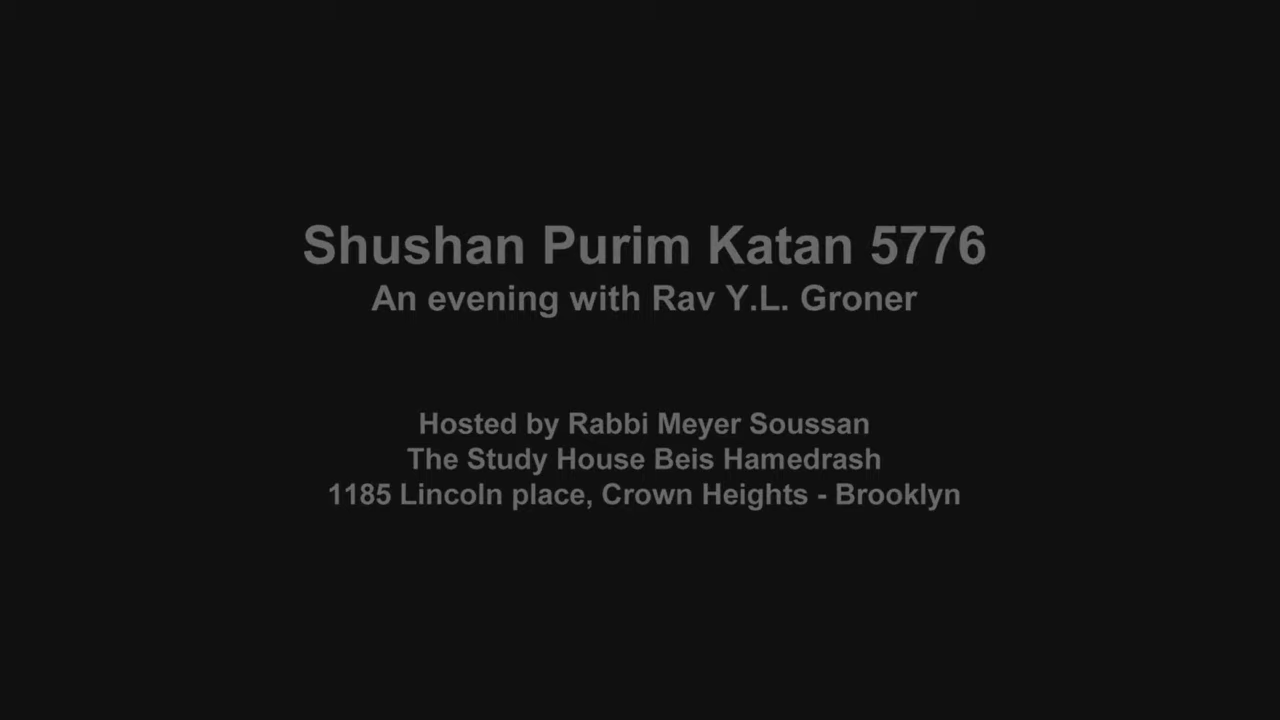 Shushan Purim Katan 5776
An evening with Rav Y.L. Groner
Hosted by Rabbi Meyer Soussan
The Study House Beis Hamedrash
1185 Lincoln place, Crown Heights - Brooklyn